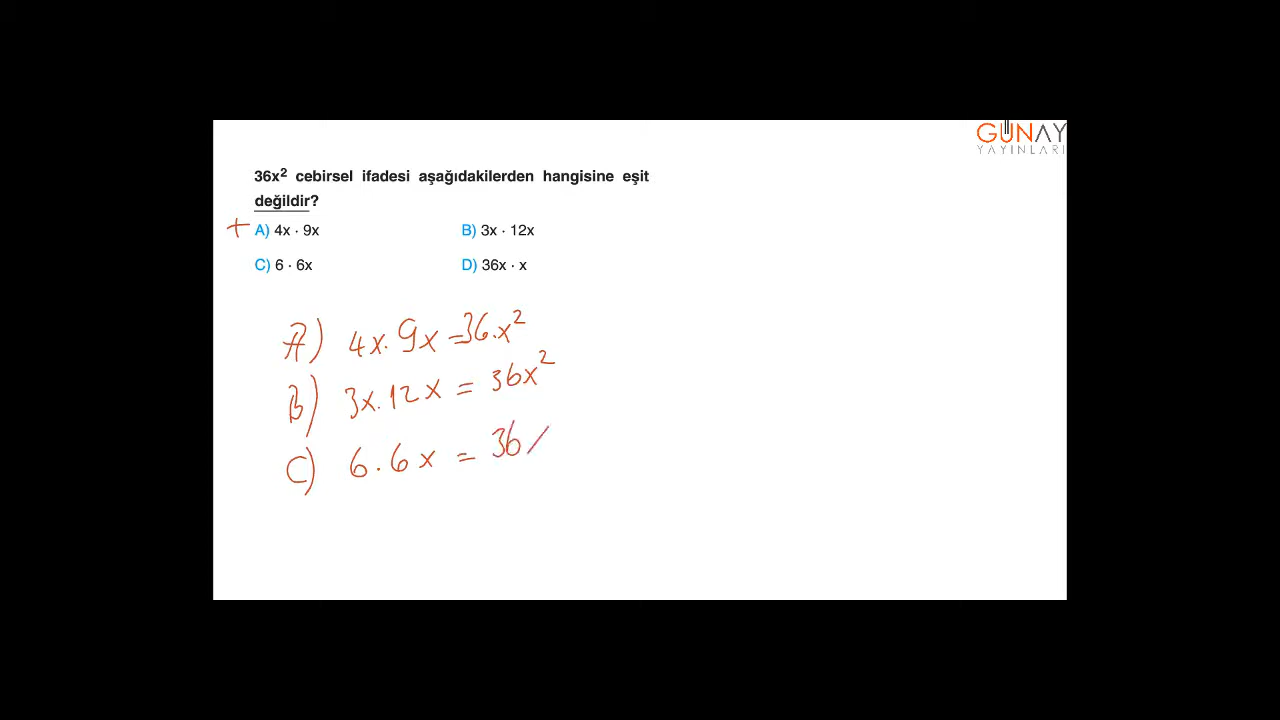 GÜNAY
YAYINLARI
36x² cebirsel ifadesi aşağıdakilerden hangisine eşit
değildir?
+ A) 4x · 9x B) 3x · 12x
C) 6 · 6x D) 36x · x
A) 4x.9x=36.x²
B) 3x.12x = 36x²
C) 6.6x = 36